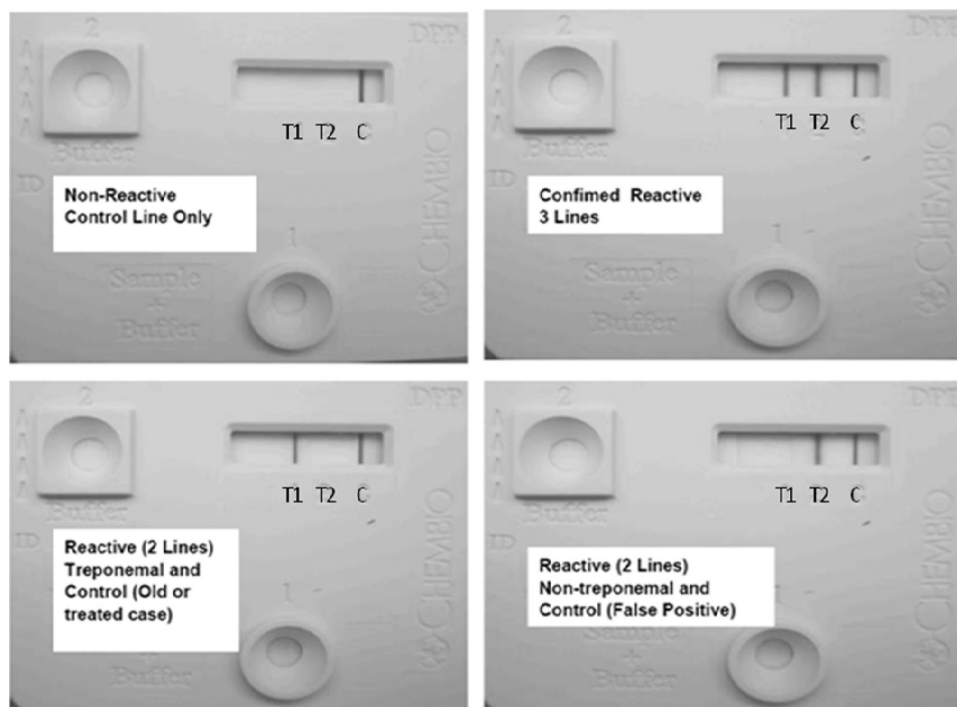 2
DPP
A
A
A
A
T1 T2 C
Buffer
ID
Non-Reactive
Control Line Only
1
Sample
+
Buffer
CHEMBIO
2
DPP
A
A
A
A
T1 T2 C
Buffer
ID
Confimed Reactive
3 Lines
1
Sample
+
Buffer
CHEMBIO
2
DPP
A
A
A
A
T1 T2 C
Buffer
ID
Reactive (2 Lines)
Treponemal and
Control (Old or
treated case)
1
Buffer
CHEMBIO
2
DPP
A
A
A
A
T1 T2 C
Buffer
ID
Reactive (2 Lines)
Non-treponemal and
Control (False Positive)
Sample
+
Buffer
CHEMBIO